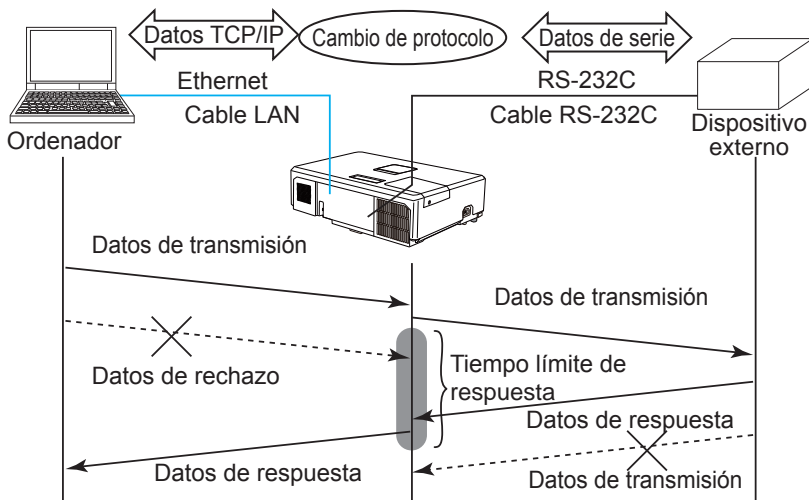 Datos TCP/IP
Cambio de protocolo
Datos de serie
Ethernet
RS-232C
Cable LAN
Cable RS-232C
Ordenador
Dispositivo
externo
Datos de transmisión
Datos de transmisión
Datos de rechazo
Tiempo límite de
respuesta
Datos de respuesta
Datos de respuesta
Datos de transmisión